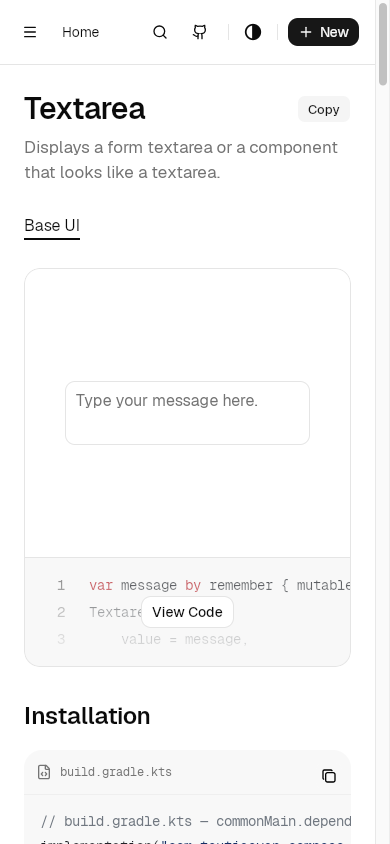 Home
New
Textarea
Copy
Displays a form textarea or a component
that looks like a textarea.
Base UI
Type your message here.
1 var message by remember { mutable
2 Textare
View Code
3 value = message,
Installation
build.gradle.kts
// build.gradle.kts — commonMain.depend